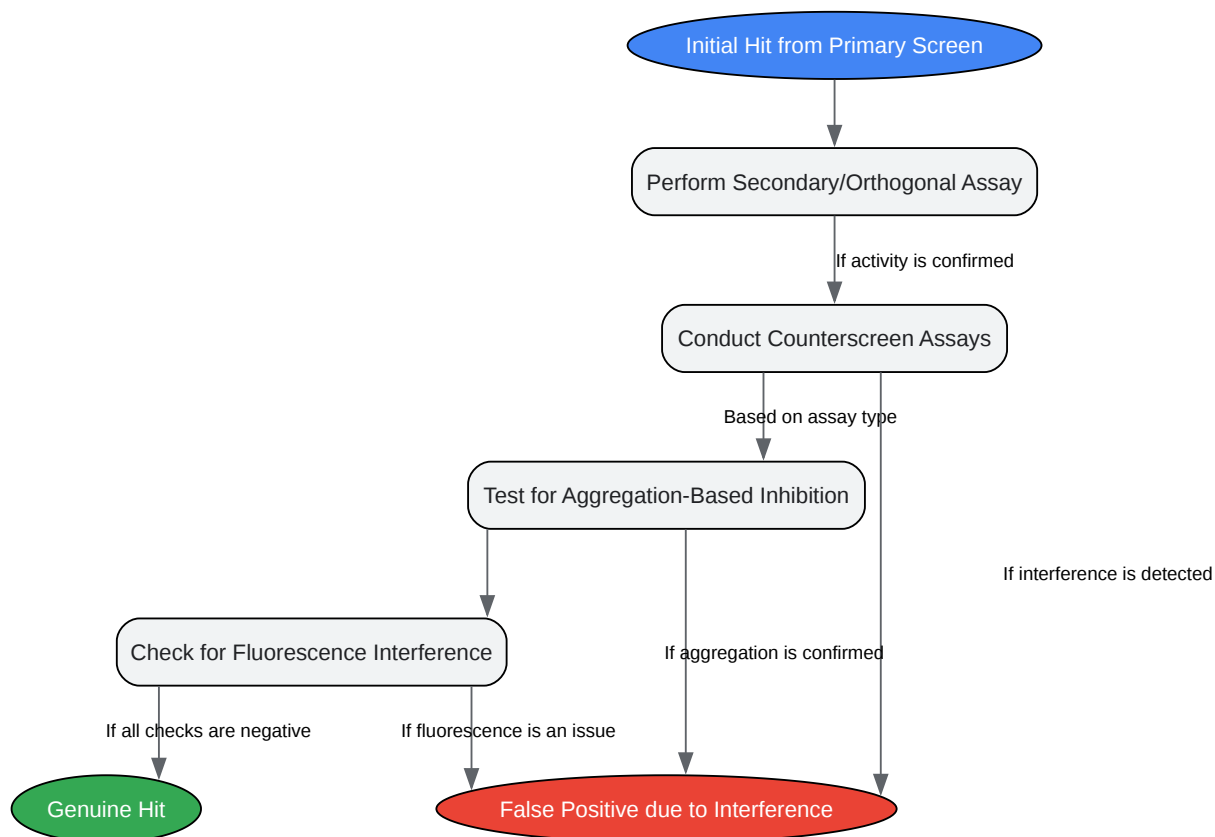 Initial Hit from Primary Screen
Perform Secondary/Orthogonal Assay
If activity is confirmed
Conduct Counterscreen Assays
Based on assay type
Test for Aggregation-Based Inhibition
If interference is detected
Check for Fluorescence Interference
If aggregation is confirmed
If all checks are negative
If fluorescence is an issue
Genuine Hit
False Positive due to Interference